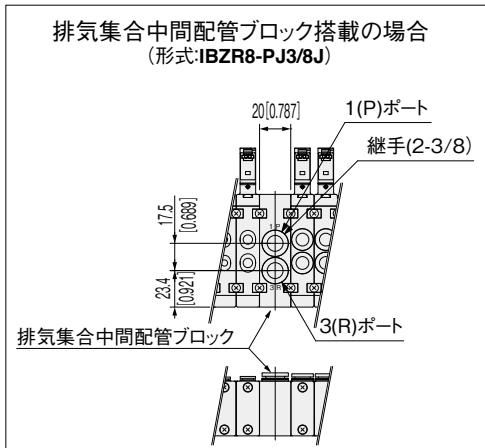 排気集合中間配管ブロック搭載の場合
(形式:IBZR8-PJ3/8J)
20[0.787]
1(P)ポート
継手(2-3/8)
17.5
[0.689]
1(P)
23.4
[0.921]
3(R)
3(R)ポート
排気集合中間配管ブロック